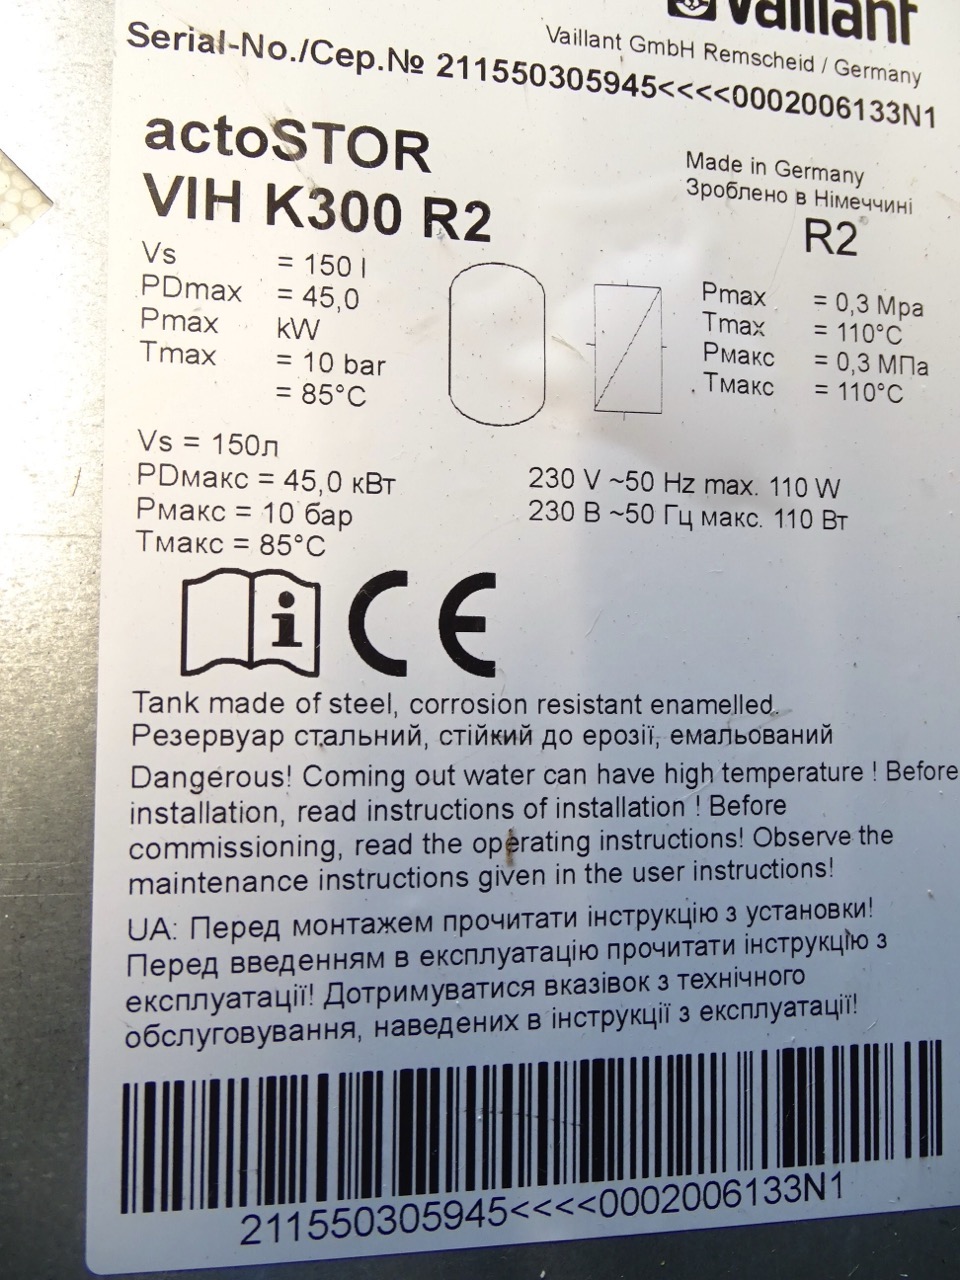 Vaillant
Vaillant GmbH Remscheid / Germany
Serial-No./Сер.№ 211550305945<<<<0002006133N1
actoSTOR
VIH K300 R2
Made in Germany
Зроблено в Німеччині
R2
Vs = 150 l
PDmax = 45,0
Pmax kW
Tmax = 10 bar
= 85°C
Pmax = 0,3 Mpa
Tmax = 110°C
Рмакс = 0,3 МПа
Тмакс = 110°C
Vs = 150л
PDмакс = 45,0 кВт
Рмакс = 10 бар
Тмакс = 85°C
230 V ~50 Hz max. 110 W
230 В ~50 Гц макс. 110 Вт
CE
Tank made of steel, corrosion resistant enamelled.
Резервуар стальний, стійкий до ерозії, емальований
Dangerous! Coming out water can have high temperature ! Before
installation, read instructions of installation ! Before
commissioning, read the operating instructions! Observe the
maintenance instructions given in the user instructions!
UA: Перед монтажем прочитати інструкцію з установки!
Перед введенням в експлуатацію прочитати інструкцію з
експлуатації! Дотримуватися вказівок з технічного
обслуговування, наведених в інструкції з експлуатації!
211550305945<<<<0002006133N1